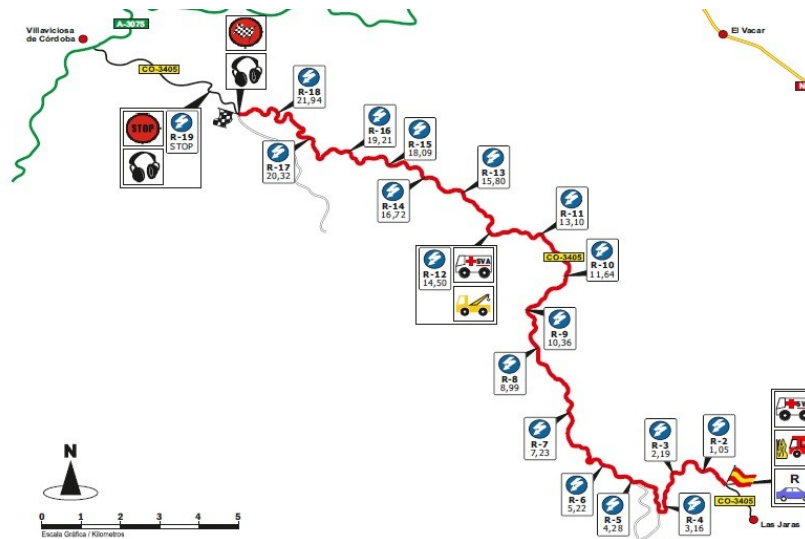 A-3075
Villaviciosa
de Córdoba
El Vacar
CO-3405
N
R-18
21,94
STOP
R-19
STOP
R-16
19,21
R-15
18,09
R-17
20,32
R-13
15,80
R-14
16,72
R-11
13,10
CO-3405
R-12
14,50
SVA
R-10
11,64
R-9
10,36
R-8
8,99
R-7
7,23
R-3
2,19
R-2
1,05
R
R-6
5,22
R-5
4,28
R-4
3,16
CO-3405
Las Jaras
N
0 1 2 3 4 5
Escala Gráfica / Kilometros